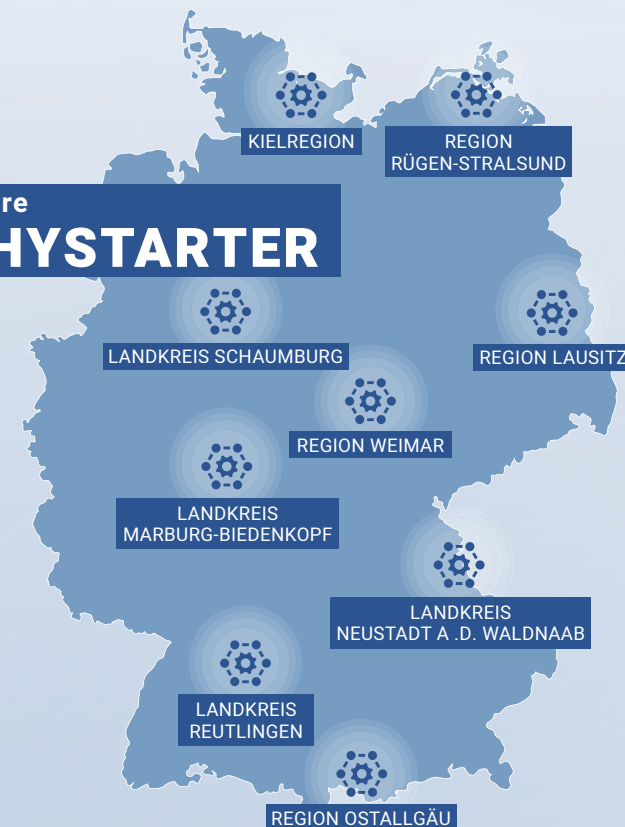 KIELREGION
REGION
RÜGEN-STRALSUND
re
HYSTARTER
LANDKREIS SCHAUMBURG
REGION LAUSITZ
REGION WEIMAR
LANDKREIS
MARBURG-BIEDENKOPF
LANDKREIS
NEUSTADT A .D. WALDNAAB
LANDKREIS
REUTLINGEN
REGION OSTALLGÄU